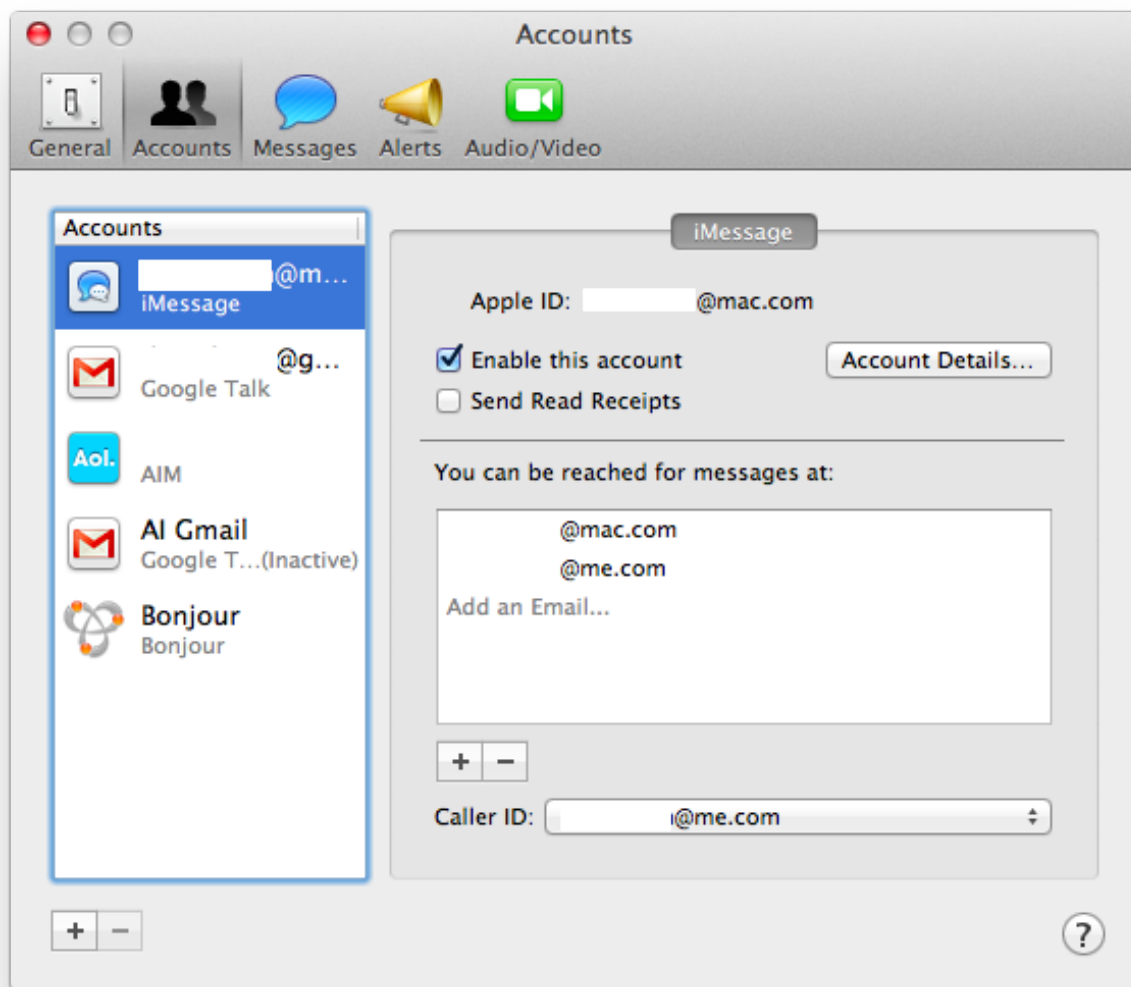 Accounts
General Accounts Messages Alerts Audio/Video
Accounts
@m...
iMessage
@g...
Google Talk
Aol.
AIM
AI Gmail
Google T...(Inactive)
Bonjour
Bonjour
iMessage
Apple ID: @mac.com
Enable this account
Account Details...
Send Read Receipts
You can be reached for messages at:
@mac.com
@me.com
Add an Email...
+ −
Caller ID: @me.com
+ −
?